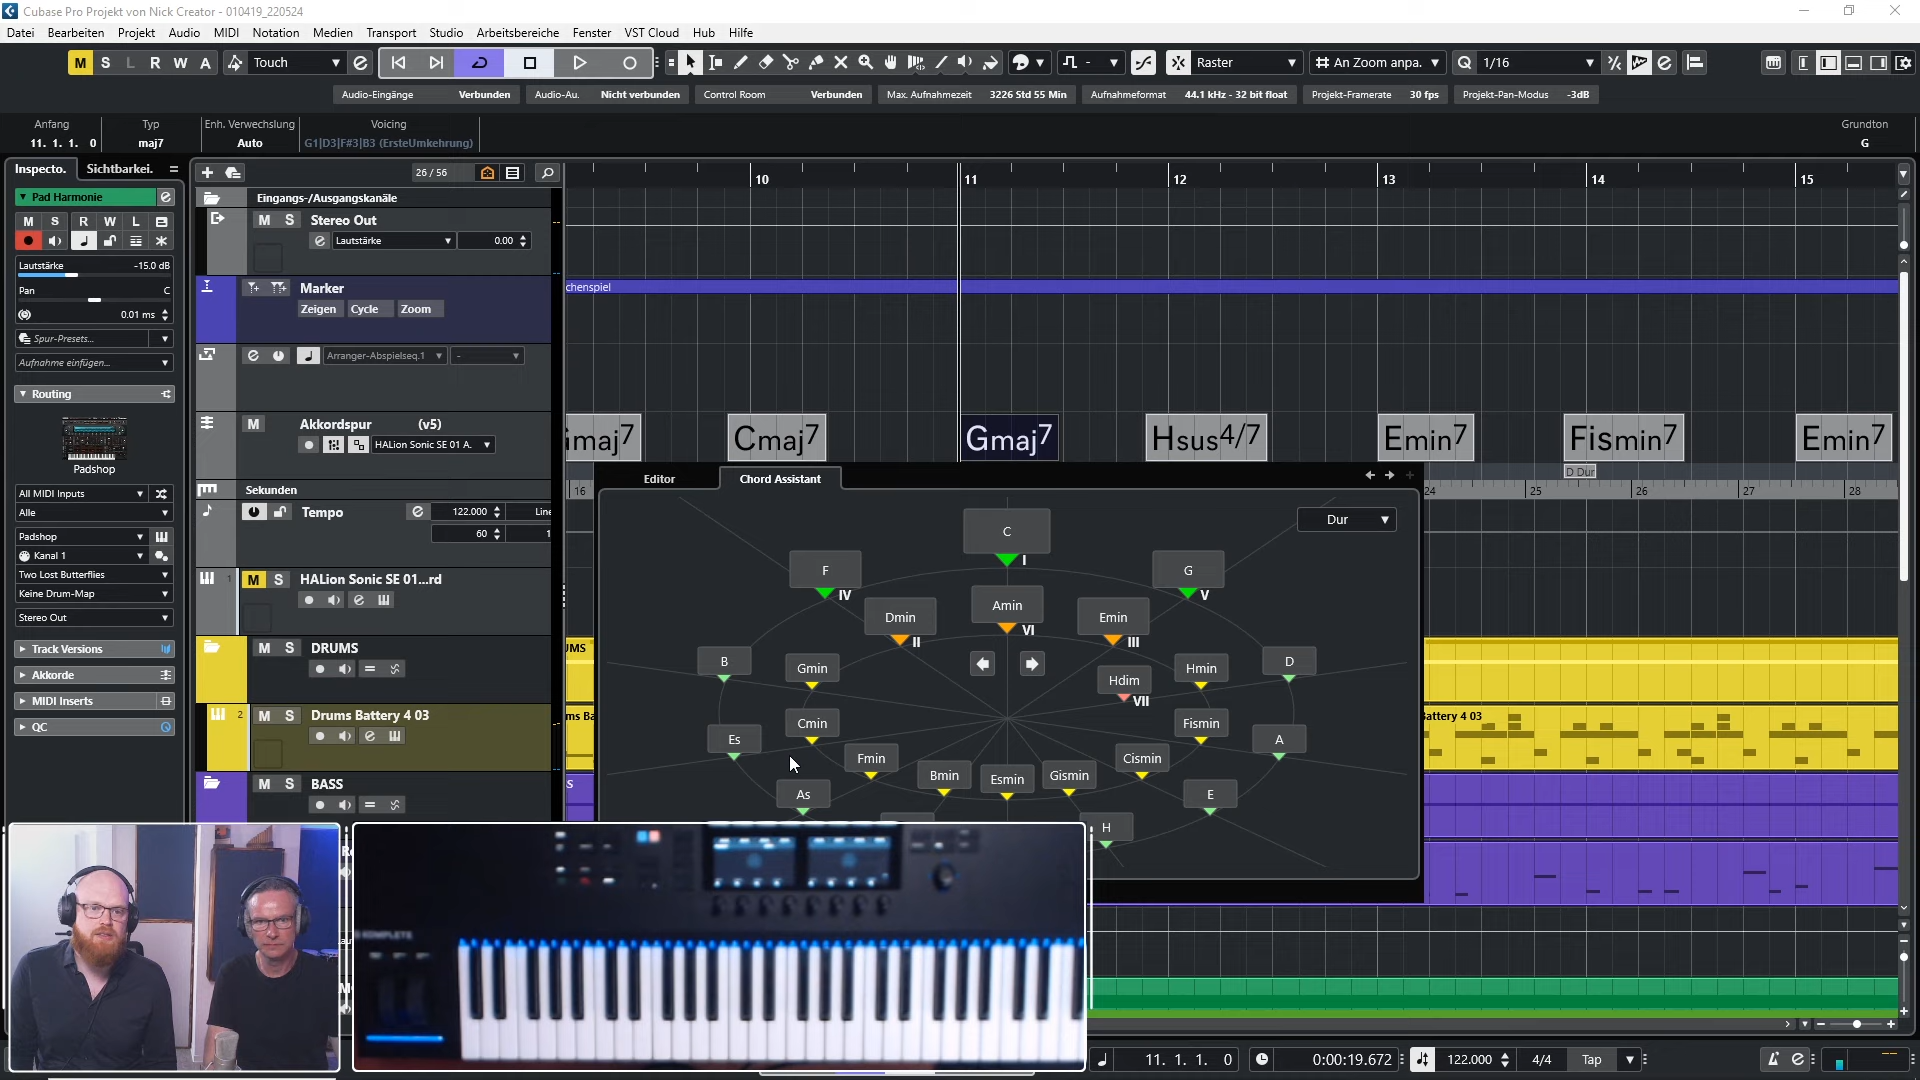 Cubase Pro Projekt von Nick Creator - 010419_220524
Datei Bearbeiten Projekt Audio MIDI Notation Medien Transport Studio Arbeitsbereiche Fenster VST Cloud Hub Hilfe
M S L R W A Touch Raster An Zoom anpa. Q 1/16
Audio-Eingänge Verbunden Audio-Au. Nicht verbunden Control Room Verbunden Max. Aufnahmezeit 3226 Std 55 Min Aufnahmeformat 44.1 kHz - 32 bit float Projekt-Framerate 30 fps Projekt-Pan-Modus -3dB
Anfang Typ Enh. Verwechslung Voicing Grundton
11. 1. 1. 0 maj7 Auto G1|D3|F#3|B3 (ErsteUmkehrung) G
Inspecto. Sichtbarkei. 26 / 56
10 11 12 13 14 15
Pad Harmonie
M S R W L
Lautstärke -15.0 dB
Pan C
0.01 ms
Spur-Presets...
Aufnahme einfügen...
Routing
Padshop
All MIDI Inputs
Alle
Padshop
Kanal 1
Two Lost Butterflies
Keine Drum-Map
Stereo Out
Track Versions
Akkorde
MIDI Inserts
QC
Eingangs-/Ausgangskanäle
M S Stereo Out
Lautstärke 0.00
Marker
Zeigen Cycle Zoom
Arranger-Abspielseq.1 -
M Akkordspur (v5)
HALion Sonic SE 01 A.
Sekunden
Tempo 122.000 Line
60 1
1 M S HALion Sonic SE 01...rd
M S DRUMS
2 M S Drums Battery 4 03
M S BASS
chenspiel
maj7 Cmaj7 Gmaj7 Hsus4/7 Emin7 Fismin7 Emin7
D Dur
16 24 25 26 27 28
Editor Chord Assistant
Dur
C
I
F G
IV V
Dmin Amin Emin
II VI III
B Gmin Hdim Hmin D
VII
Es Cmin Fismin A
Fmin Bmin Esmin Gismin Cismin
As E
H
UMS
ms Ba
attery 4 03
S
KOMPLETE
11. 1. 1. 0 0:00:19.672 122.000 4/4 Tap